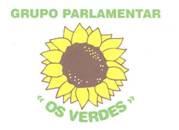 GRUPO PARLAMENTAR
« OS VERDES »